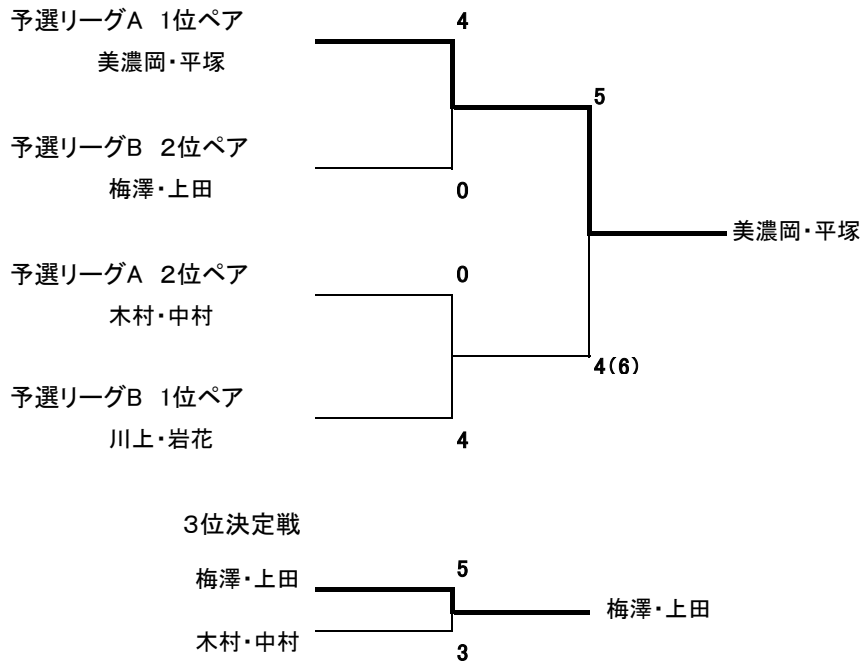 予選リーグA 1位ペア
美濃岡・平塚
4
5
予選リーグB 2位ペア
梅澤・上田
0
美濃岡・平塚
予選リーグA 2位ペア
木村・中村
0
4(6)
予選リーグB 1位ペア
川上・岩花
4
3位決定戦
梅澤・上田
5
梅澤・上田
木村・中村
3